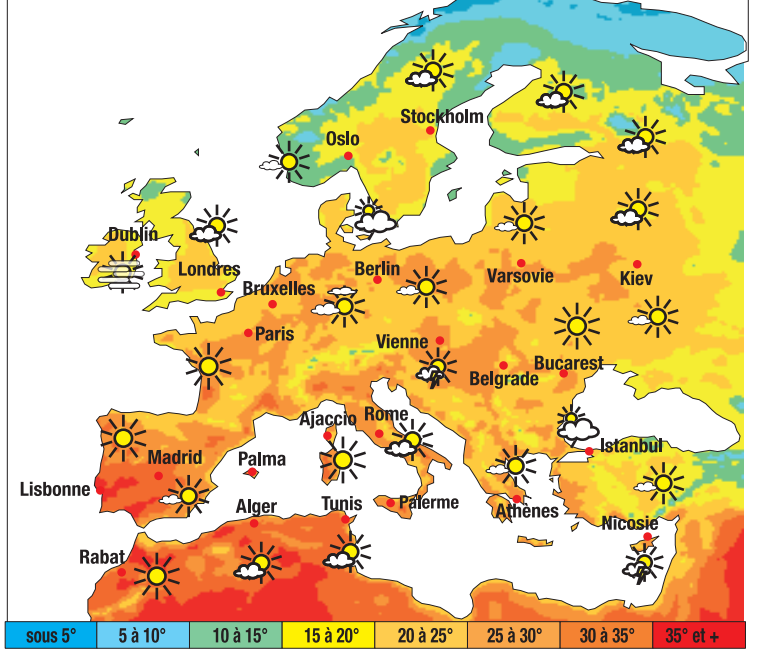 Stockholm
Oslo
Dublin
Londres
Bruxelles
Berlin
Varsovie
Kiev
Paris
Vienne
Belgrade
Bucarest
Ajaccio
Rome
Madrid
Palma
Istanbul
Lisbonne
Alger
Tunis
Palerme
Athènes
Nicosie
Rabat
sous 5° 5 à 10° 10 à 15° 15 à 20° 20 à 25° 25 à 30° 30 à 35° 35° et +